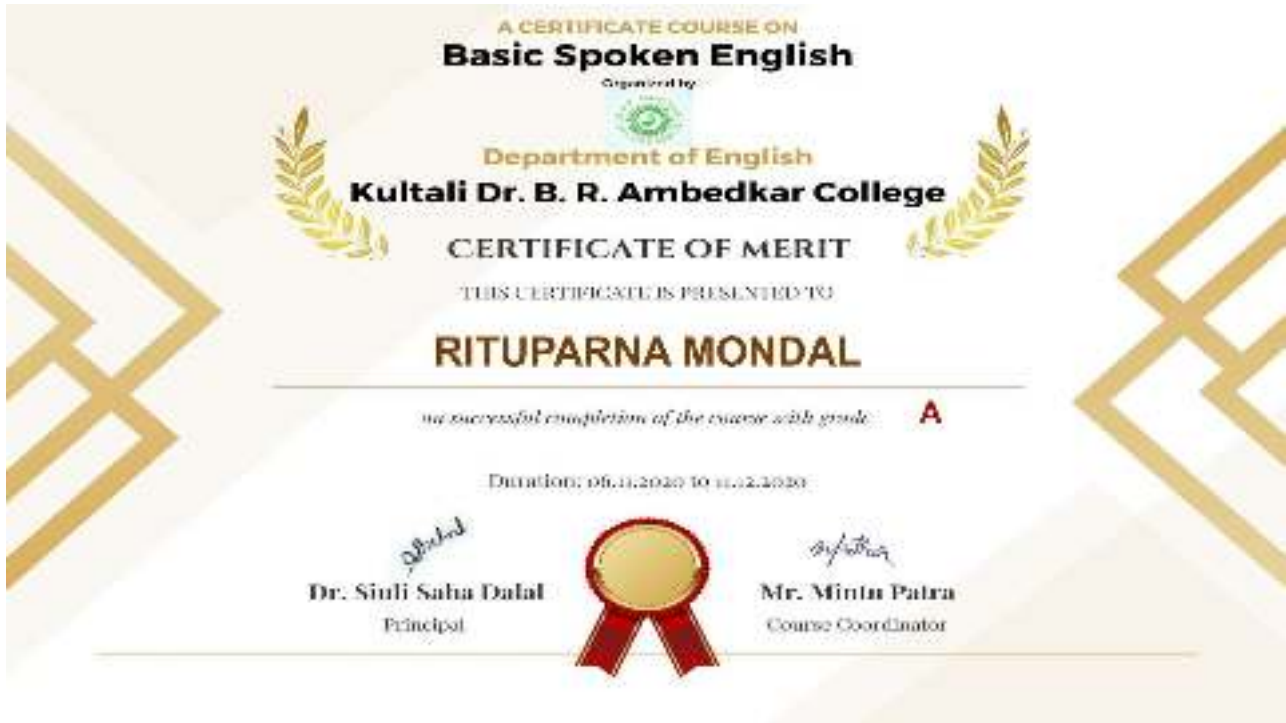 A CERTIFICATE COURSE ON
Basic Spoken English
Organized by
Department of English
Kultali Dr. B. R. Ambedkar College
CERTIFICATE OF MERIT
THIS CERTIFICATE IS PRESENTED TO
RITUPARNA MONDAL
on successful completion of the course with grade A
Duration: 06.11.2020 to 11.12.2020
Dr. Siuli Saha Dalal Mr. Mintu Patra
Principal Course Coordinator